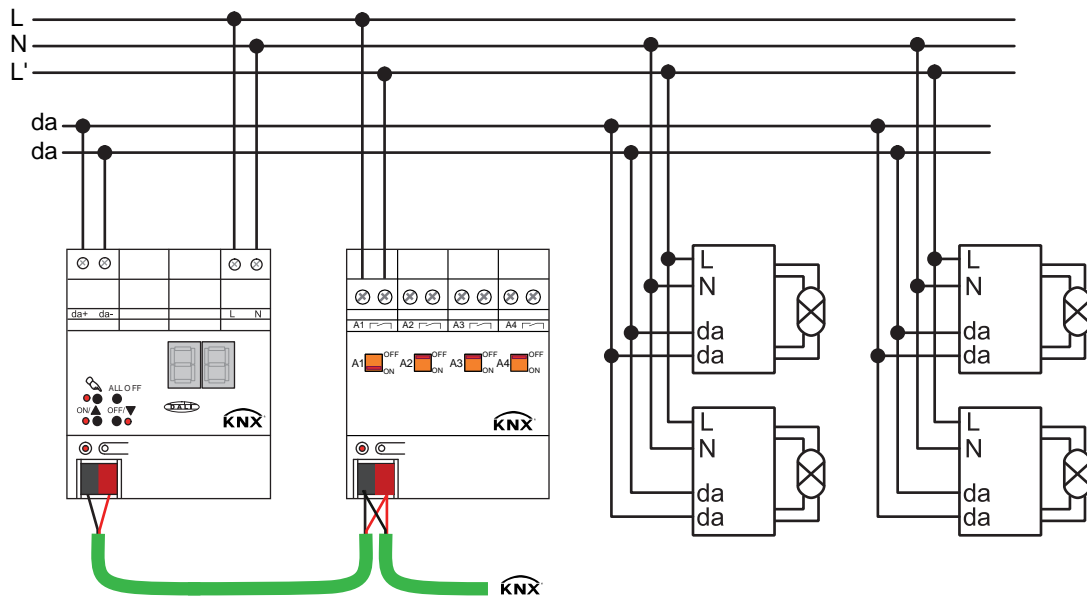 L
N
L'
da
da
da+ da- L N
ALL OFF
ON/▲ OFF/▼
DALI
KNX
A1 A2 A3 A4
A1 OFF ON A2 OFF ON A3 OFF ON A4 OFF ON
KNX
KNX
L
N
da
da
L
N
da
da
L
N
da
da
L
N
da
da